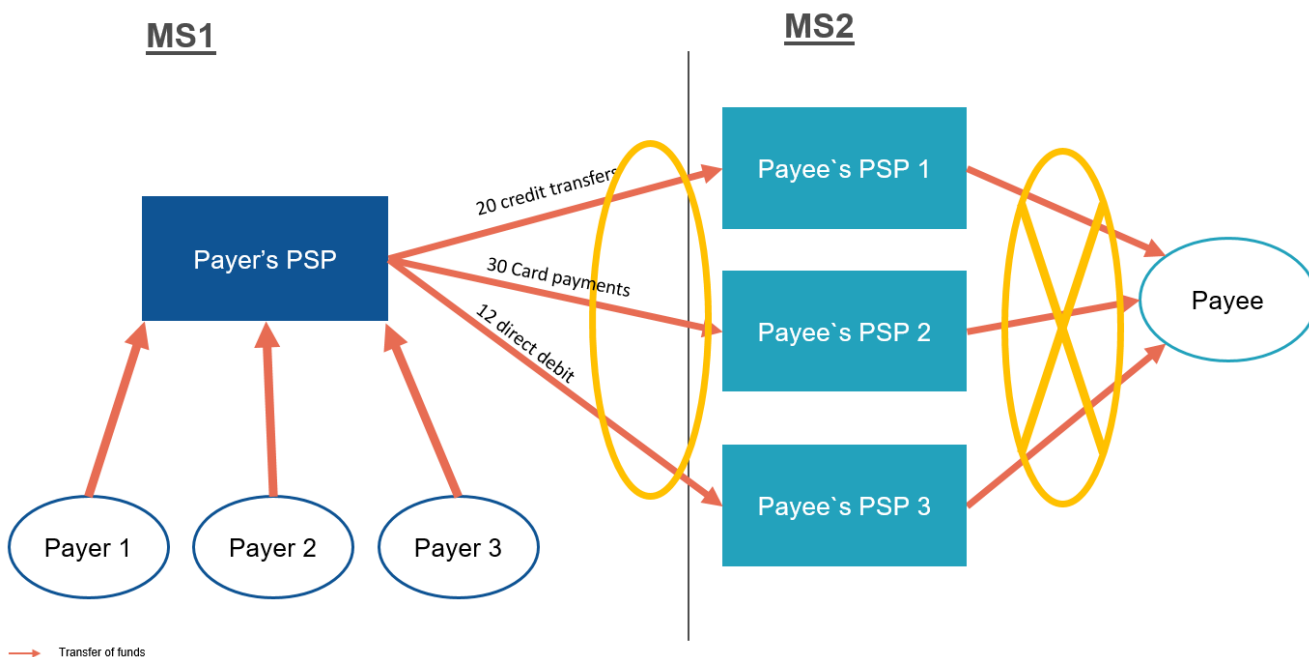 MS1
MS2
20 credit transfers
Payee`s PSP 1
Payer’s PSP
30 Card payments
Payee`s PSP 2
Payee
12 direct debit
Payee`s PSP 3
Payer 1
Payer 2
Payer 3
Transfer of funds